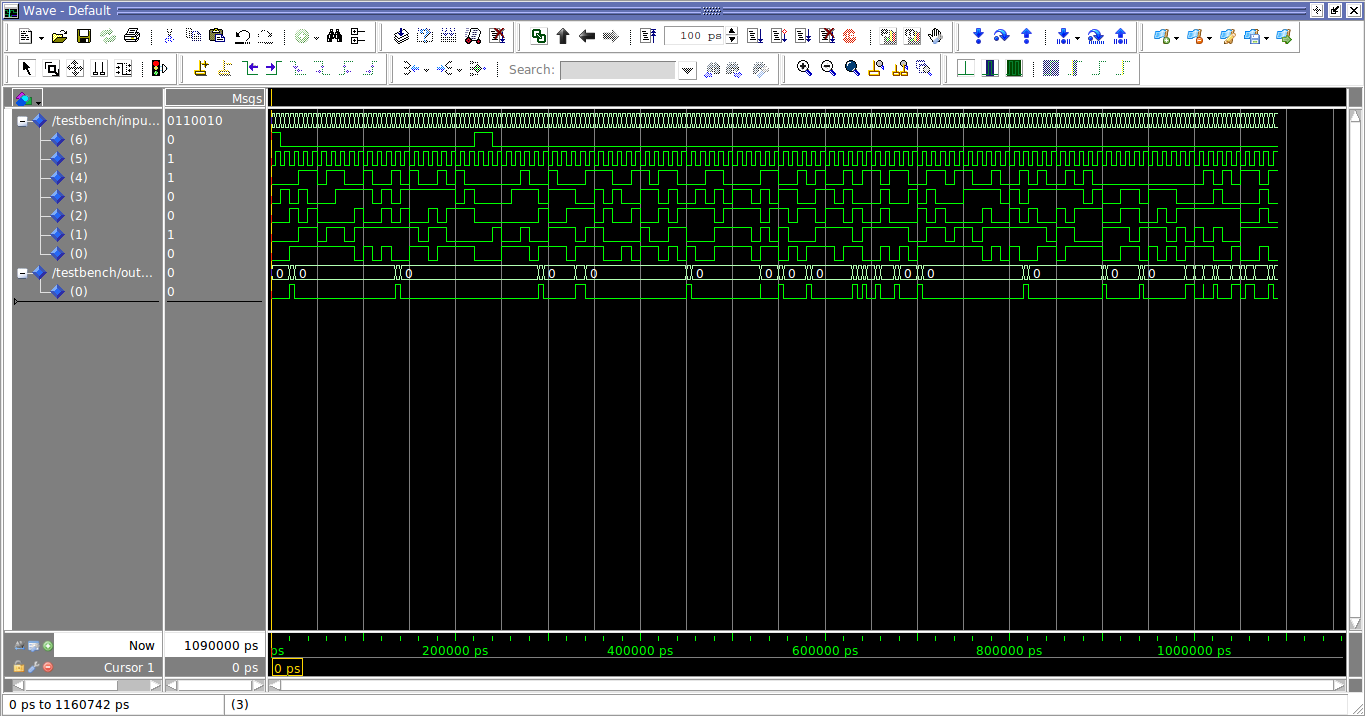 Wave - Default
100 ps
Search:
Msgs
/testbench/inpu... 0110010
(6) 0
(5) 1
(4) 1
(3) 0
(2) 0
(1) 1
(0) 0
/testbench/out... 0 0 0 0 0 0 0 0 0 0 0 0 0 0 0
(0) 0
Now 1090000 ps
ps 200000 ps 400000 ps 600000 ps 800000 ps 1000000 ps
Cursor 1 0 ps 0 ps
0 ps to 1160742 ps (3)